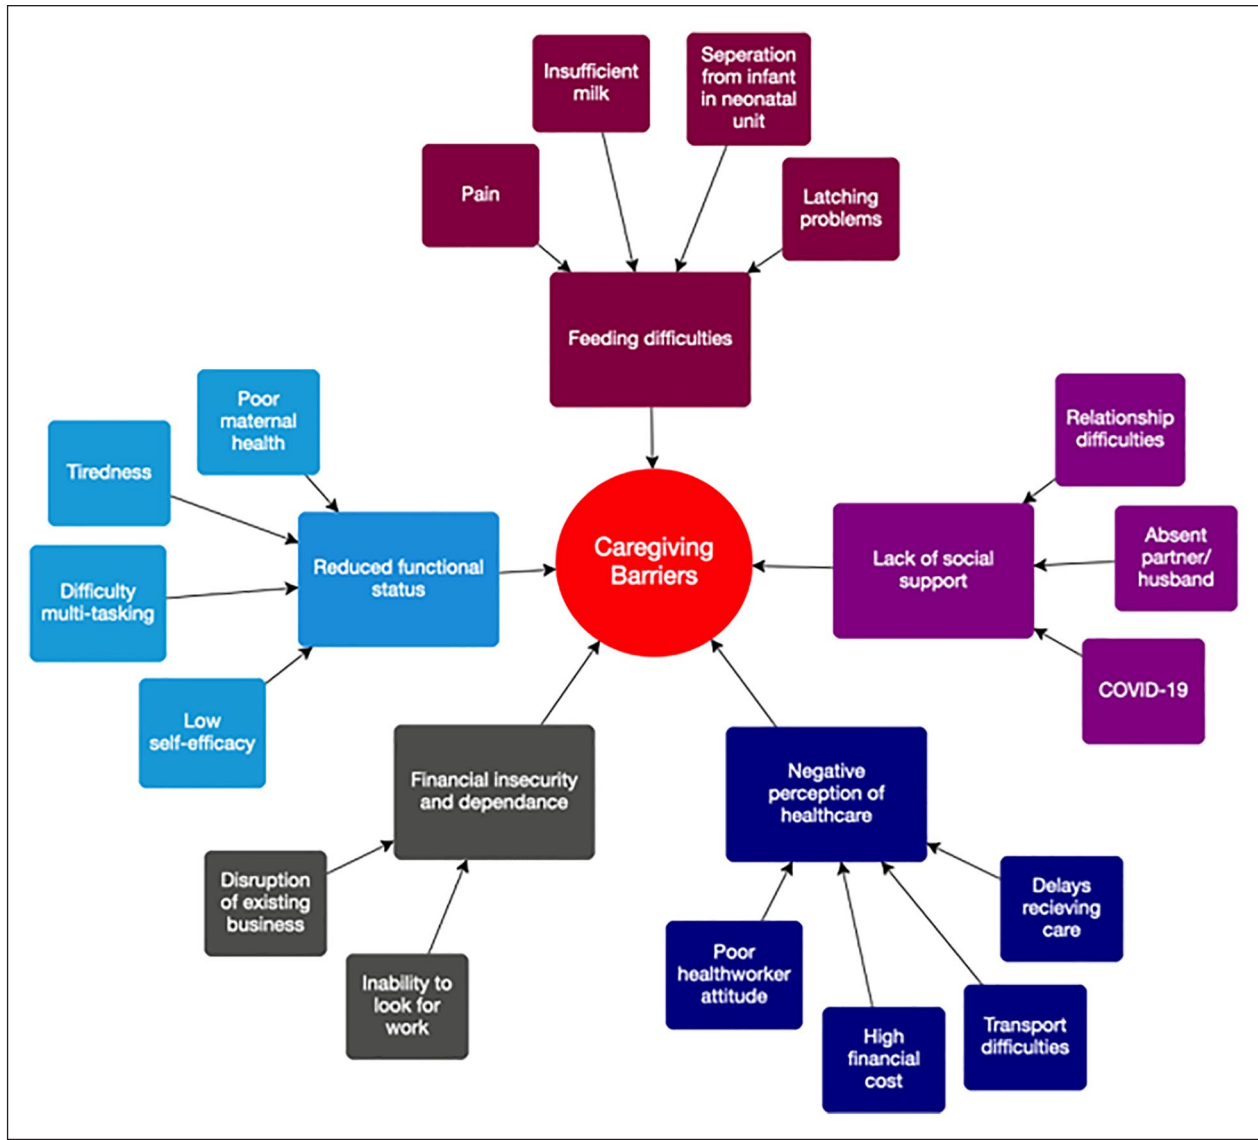 Insufficient
milk
Seperation
from infant
in neonatal
unit
Pain
Latching
problems
Feeding difficulties
Poor
maternal
health
Tiredness
Difficulty
multi-tasking
Low
self-efficacy
Reduced functional
status
Caregiving
Barriers
Relationship
difficulties
Absent
partner/
husband
COVID-19
Lack of social
support
Financial insecurity
and dependance
Disruption
of existing
business
Inability to
look for
work
Negative
perception of
healthcare
Poor
healthworker
attitude
High
financial
cost
Transport
difficulties
Delays
recieving
care